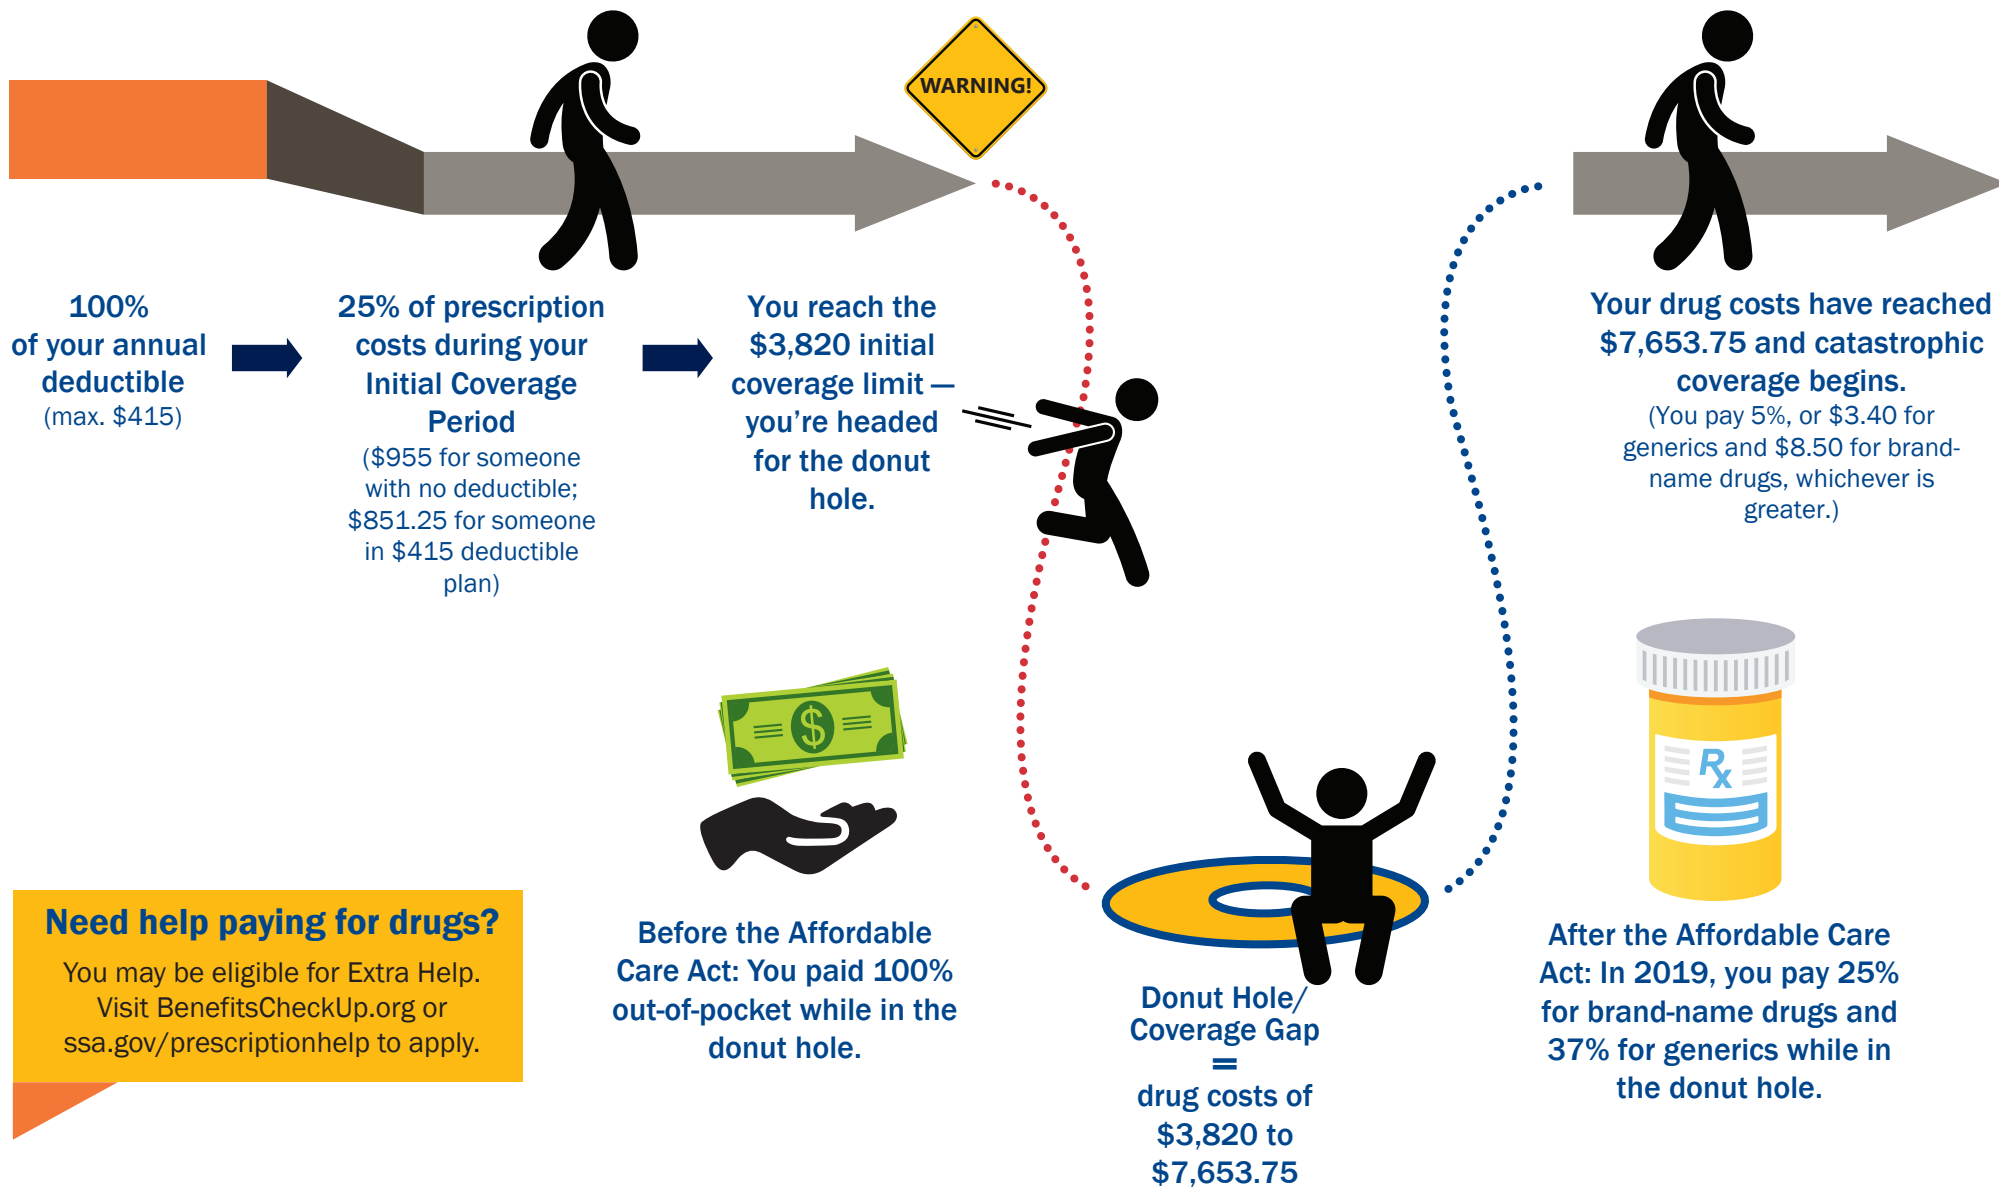 WARNING!
100%
of your annual
deductible
(max. $415)
25% of prescription
costs during your
Initial Coverage
Period
($955 for someone
with no deductible;
$851.25 for someone
in $415 deductible
plan)
You reach the
$3,820 initial
coverage limit —
you’re headed
for the donut
hole.
Your drug costs have reached
$7,653.75 and catastrophic
coverage begins.
(You pay 5%, or $3.40 for
generics and $8.50 for brand-
name drugs, whichever is
greater.)
$
Rx
Need help paying for drugs?
You may be eligible for Extra Help.
Visit BenefitsCheckUp.org or
ssa.gov/prescriptionhelp to apply.
Before the Affordable
Care Act: You paid 100%
out-of-pocket while in the
donut hole.
Donut Hole/
Coverage Gap
=
drug costs of
$3,820 to
$7,653.75
After the Affordable Care
Act: In 2019, you pay 25%
for brand-name drugs and
37% for generics while in
the donut hole.